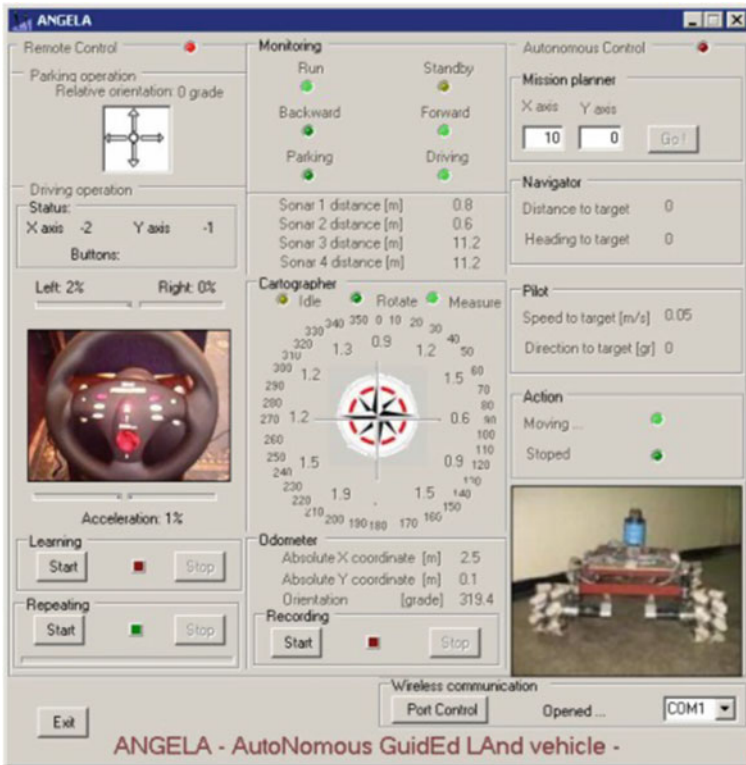 ANGELA
Remote Control
Parking operation
Relative orientation: 0 grade
Driving operation
Status:
X axis -2 Y axis -1
Buttons:
Left: 2% Right: 0%
Acceleration: 1%
Learning
Start Stop
Repeating
Start Stop
Exit
Monitoring
Run Standby
Backward Forward
Parking Driving
Sonar 1 distance [m] 0.8
Sonar 2 distance [m] 0.6
Sonar 3 distance [m] 11.2
Sonar 4 distance [m] 11.2
Cartographer
Idle Rotate Measure
330 340 350 0 10 20 30
320 1.3 0.9 1.2 40
310 50
300 1.2 1.5 60
290 70
280 80
270 1.2 0.6 90
260 100
250 110
240 1.5 0.9 120
230 130
220 1.9 . 1.5 140
210 200 190 180 170 160 150
Odometer
Absolute X coordinate [m] 2.5
Absolute Y coordinate [m] 0.1
Orientation [grade] 319.4
Recording
Start Stop
Autonomous Control
Mission planner
X axis Y axis
10 0 Go!
Navigator
Distance to target 0
Heading to target 0
Pilot
Speed to target [m/s] 0.05
Direction to target [gr] 0
Action
Moving ...
Stoped
Wireless communication
Port Control Opened ... COM1
ANGELA - AutoNomous GuidEd LAnd vehicle -